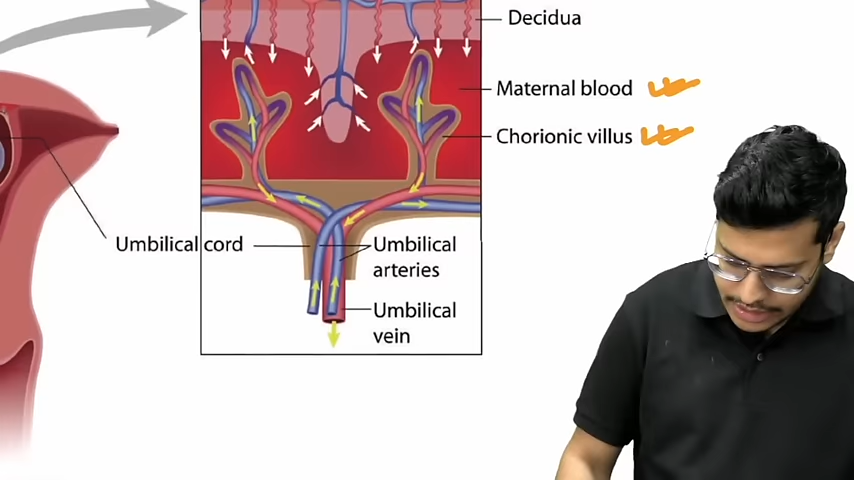 Decidua
Maternal blood
Chorionic villus
Umbilical cord
Umbilical
arteries
Umbilical
vein